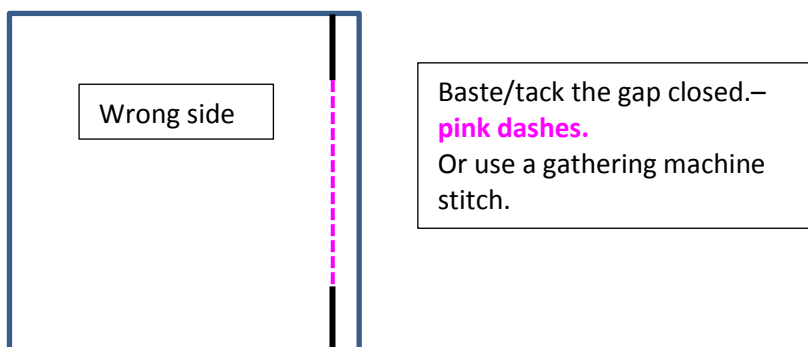 Wrong side
Baste/tack the gap closed.–
pink dashes.
Or use a gathering machine
stitch.